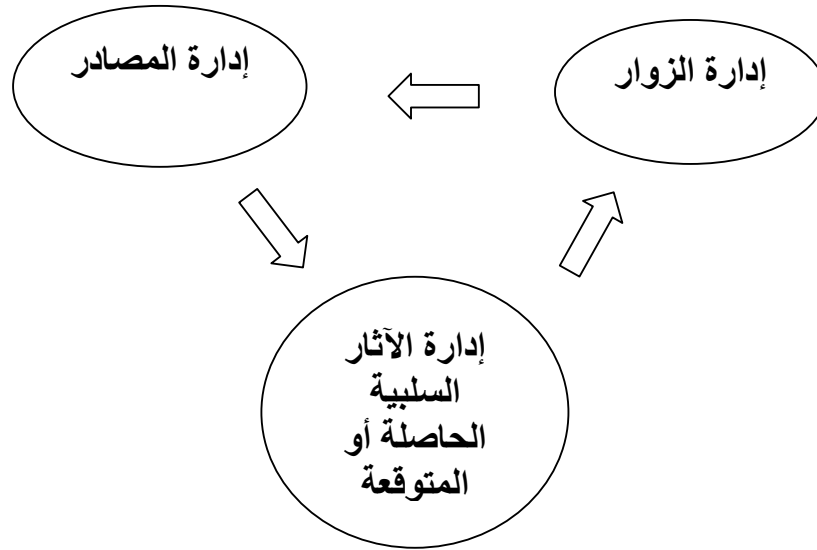 إدارة الزوار
إدارة المصادر
إدارة الآثار
السلبية
الحاصلة أو
المتوقعة